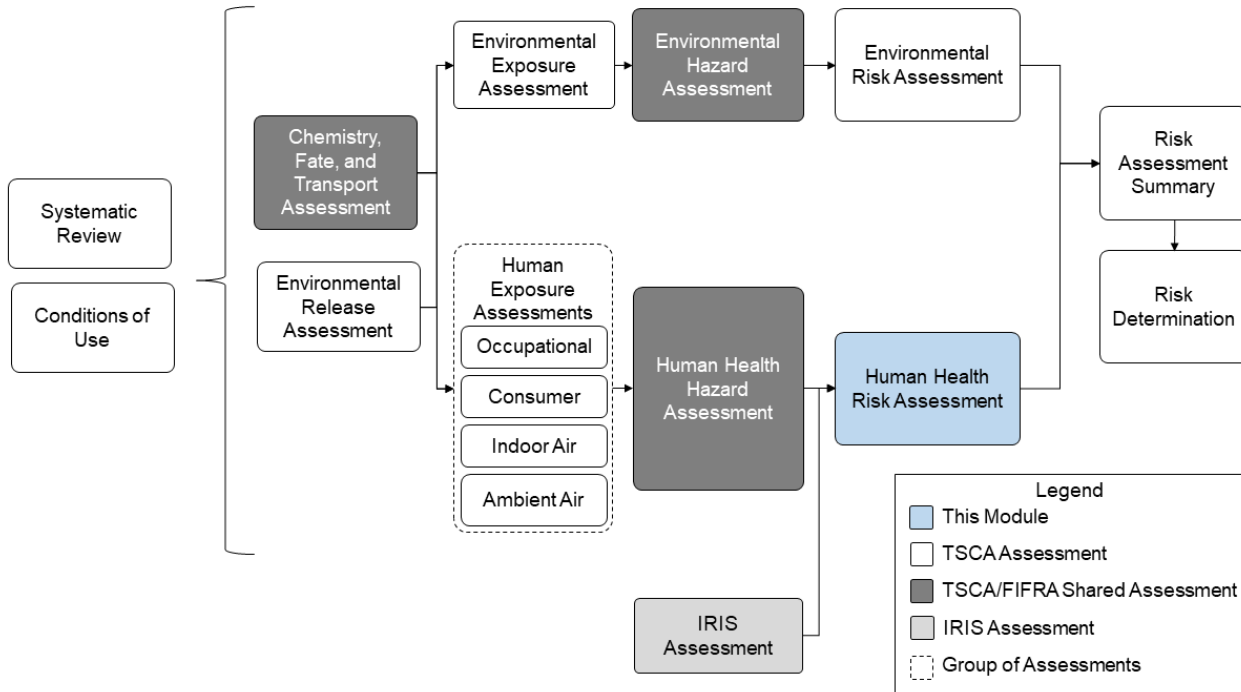 Systematic
Review
Conditions of
Use
Chemistry,
Fate, and
Transport
Assessment
Environmental
Release
Assessment
Environmental
Exposure
Assessment
Human
Exposure
Assessments
Occupational
Consumer
Indoor Air
Ambient Air
Environmental
Hazard
Assessment
Human Health
Hazard
Assessment
IRIS
Assessment
Environmental
Risk Assessment
Human Health
Risk Assessment
Risk
Assessment
Summary
Risk
Determination
Legend
This Module
TSCA Assessment
TSCA/FIFRA Shared Assessment
IRIS Assessment
Group of Assessments